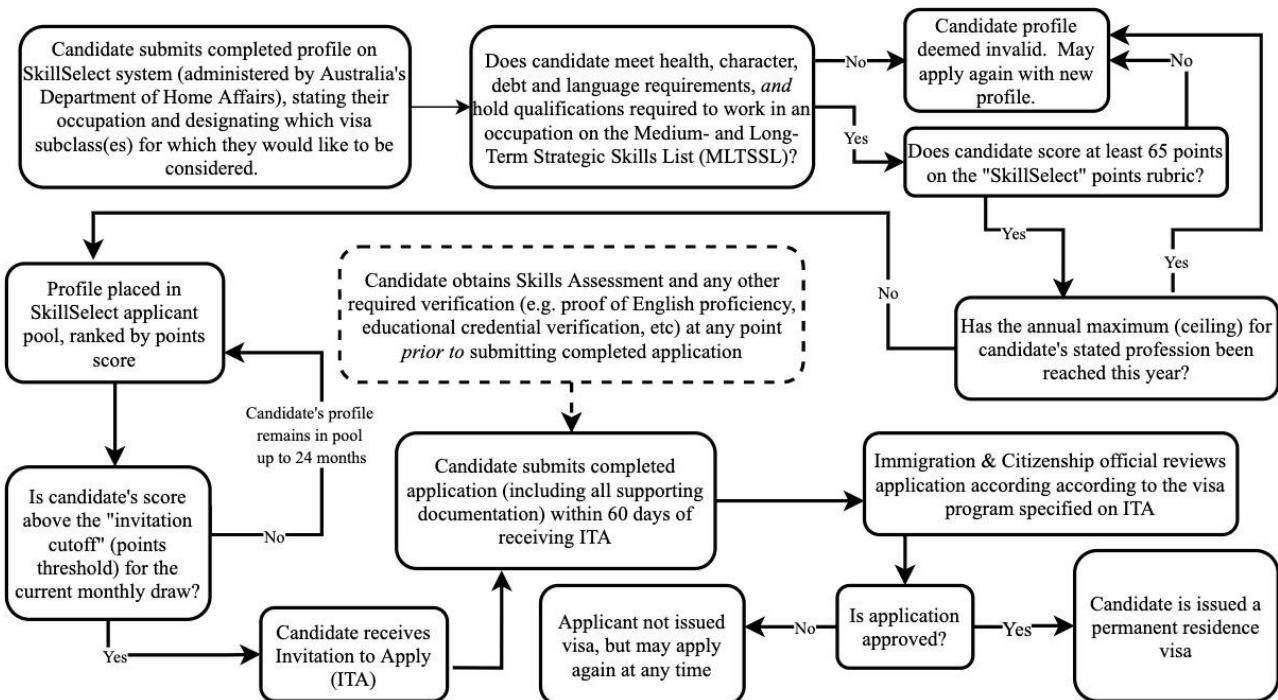 Candidate submits completed profile on
SkillSelect system (administered by Australia's
Department of Home Affairs), stating their
occupation and designating which visa
subclass(es) for which they would like to be
considered.
Does candidate meet health, character,
debt and language requirements, and
hold qualifications required to work in an
occupation on the Medium- and Long-
Term Strategic Skills List (MLTSSL)?
No
Yes
Candidate profile
deemed invalid.  May
apply again with new
profile.
No
Does candidate score at least 65 points
on the "SkillSelect" points rubric?
Yes
Yes
Has the annual maximum (ceiling) for
candidate's stated profession been
reached this year?
No
Profile placed in
SkillSelect applicant
pool, ranked by points
score
Candidate's profile
remains in pool
up to 24 months
Is candidate's score
above the "invitation
cutoff" (points
threshold) for the
current monthly draw?
No
Yes
Candidate receives
Invitation to Apply
(ITA)
Candidate obtains Skills Assessment and any other
required verification (e.g. proof of English proficiency,
educational credential verification, etc) at any point
prior to submitting completed application
Candidate submits completed
application (including all supporting
documentation) within 60 days of
receiving ITA
Immigration & Citizenship official reviews
application according according to the visa
program specified on ITA
Is application
approved?
No
Applicant not issued
visa, but may apply
again at any time
Yes
Candidate is issued a
permanent residence
visa